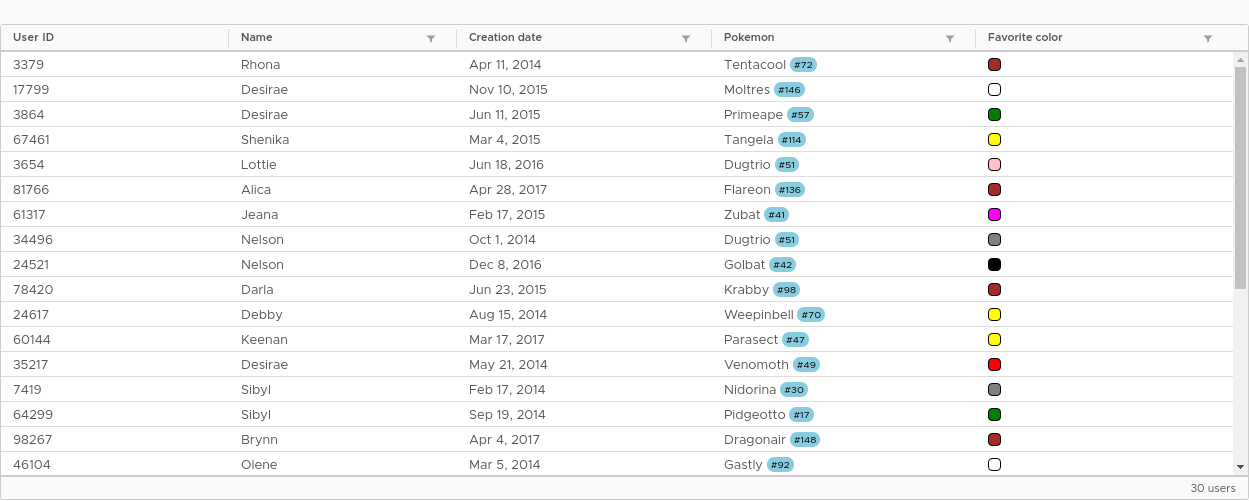 User ID Name Creation date Pokemon Favorite color
3379 Rhona Apr 11, 2014 Tentacool #72
17799 Desirae Nov 10, 2015 Moltres #146
3864 Desirae Jun 11, 2015 Primeape #57
67461 Shenika Mar 4, 2015 Tangela #114
3654 Lottie Jun 18, 2016 Dugtrio #51
81766 Alica Apr 28, 2017 Flareon #136
61317 Jeana Feb 17, 2015 Zubat #41
34496 Nelson Oct 1, 2014 Dugtrio #51
24521 Nelson Dec 8, 2016 Golbat #42
78420 Darla Jun 23, 2015 Krabby #98
24617 Debby Aug 15, 2014 Weepinbell #70
60144 Keenan Mar 17, 2017 Parasect #47
35217 Desirae May 21, 2014 Venomoth #49
7419 Sibyl Feb 17, 2014 Nidorina #30
64299 Sibyl Sep 19, 2014 Pidgeotto #17
98267 Brynn Apr 4, 2017 Dragonair #148
46104 Olene Mar 5, 2014 Gastly #92
30 users